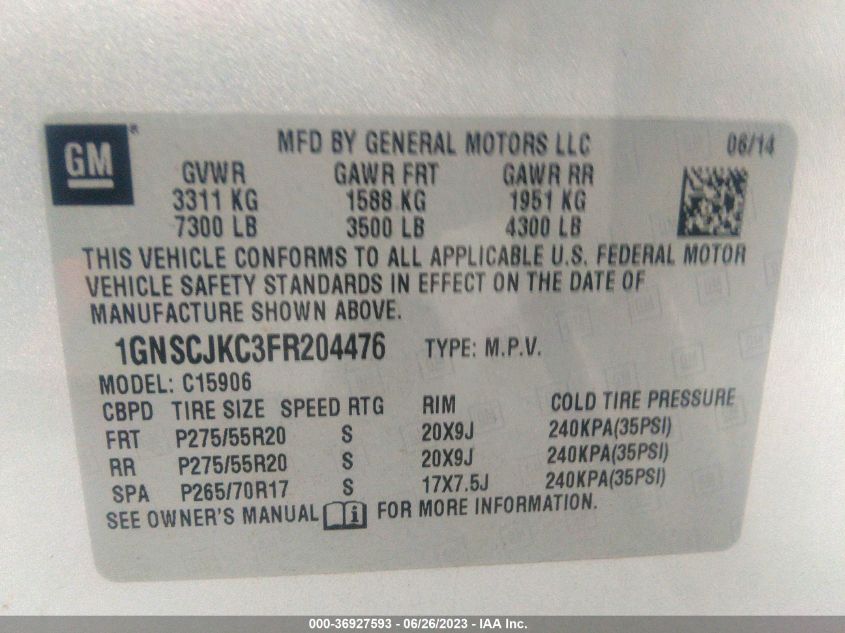 GM® MFD BY GENERAL MOTORS LLC 06/14
GVWR GAWR FRT GAWR RR
3311 KG 1588 KG 1951 KG
7300 LB 3500 LB 4300 LB
THIS VEHICLE CONFORMS TO ALL APPLICABLE U.S. FEDERAL MOTOR
VEHICLE SAFETY STANDARDS IN EFFECT ON THE DATE OF
MANUFACTURE SHOWN ABOVE.
1GNSCJKC3FR204476 TYPE: M.P.V.
MODEL: C15906
CBPD TIRE SIZE SPEED RTG RIM COLD TIRE PRESSURE
FRT P275/55R20 S 20X9J 240KPA(35PSI)
RR P275/55R20 S 20X9J 240KPA(35PSI)
SPA P265/70R17 S 17X7.5J 240KPA(35PSI)
SEE OWNER'S MANUAL i FOR MORE INFORMATION.
000-36927593 - 06/26/2023 - IAA Inc.